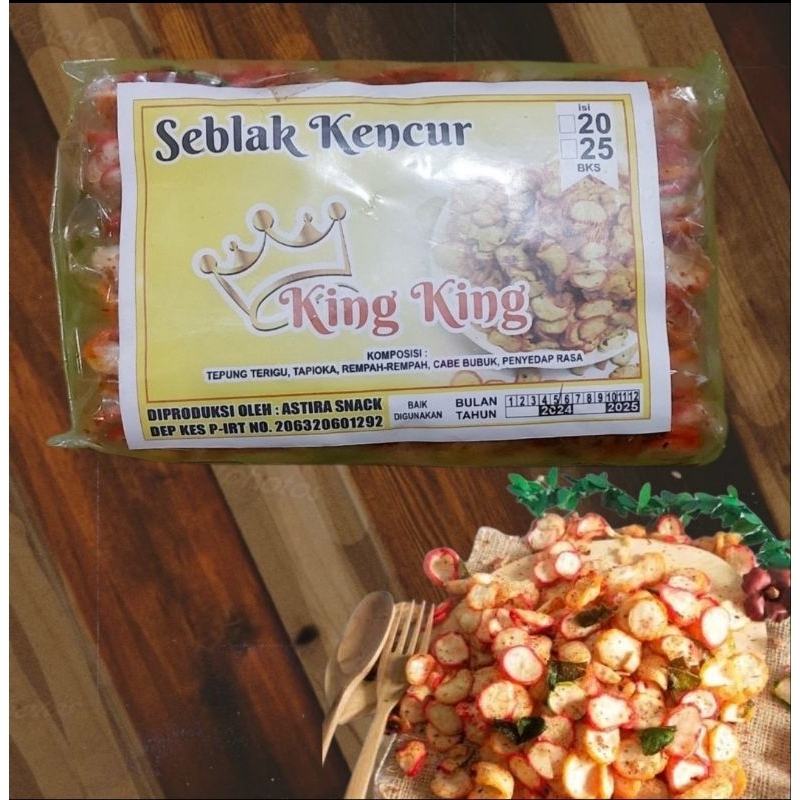 Seblak Kencur
isi
20
25
BKS
King King
KOMPOSISI :
TEPUNG TERIGU, TAPIOKA, REMPAH-REMPAH, CABE BUBUK, PENYEDAP RASA
DIPRODUKSI OLEH : ASTIRA SNACK
DEP KES P-IRT NO. 206320601292
BAIK
DIGUNAKAN
BULAN 1 2 3 4 5 6 7 8 9 10 11 12
TAHUN 2024 2025